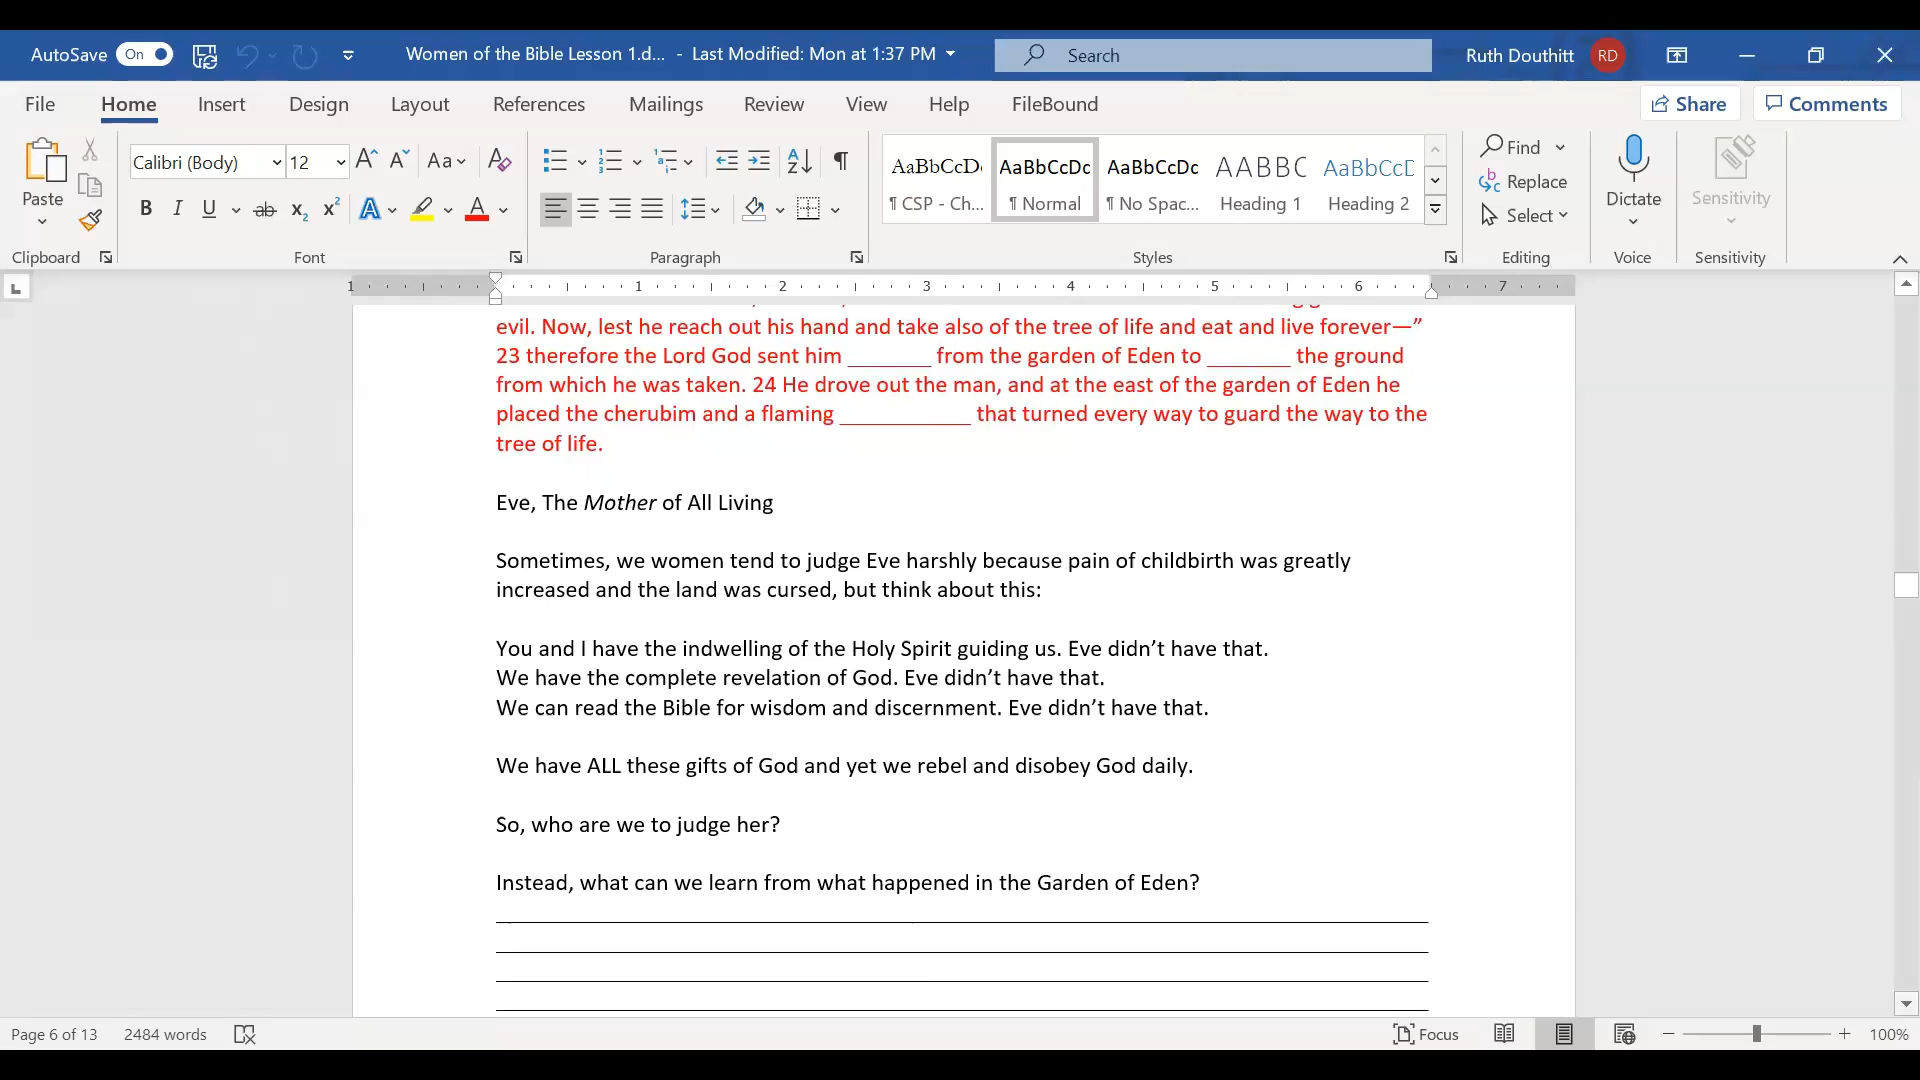 AutoSave On Women of the Bible Lesson 1.d... - Last Modified: Mon at 1:37 PM Search Ruth Douthitt RD
File Home Insert Design Layout References Mailings Review View Help FileBound Share Comments
Paste Calibri (Body) 12 Aa
AaBbCcDc AaBbCcDc AaBbCcDc AABBC AaBbCcD
¶ CSP - Ch... ¶ Normal ¶ No Spac... Heading 1 Heading 2
Find
Replace
Select
Dictate Sensitivity
Clipboard Font Paragraph Styles Editing Voice Sensitivity
1 1 2 3 4 5 6 7
evil. Now, lest he reach out his hand and take also of the tree of life and eat and live forever—”
23 therefore the Lord God sent him _______ from the garden of Eden to _______ the ground
from which he was taken. 24 He drove out the man, and at the east of the garden of Eden he
placed the cherubim and a flaming ___________ that turned every way to guard the way to the
tree of life.
Eve, The Mother of All Living
Sometimes, we women tend to judge Eve harshly because pain of childbirth was greatly
increased and the land was cursed, but think about this:
You and I have the indwelling of the Holy Spirit guiding us. Eve didn’t have that.
We have the complete revelation of God. Eve didn’t have that.
We can read the Bible for wisdom and discernment. Eve didn’t have that.
We have ALL these gifts of God and yet we rebel and disobey God daily.
So, who are we to judge her?
Instead, what can we learn from what happened in the Garden of Eden?
Page 6 of 13 2484 words Focus 100%